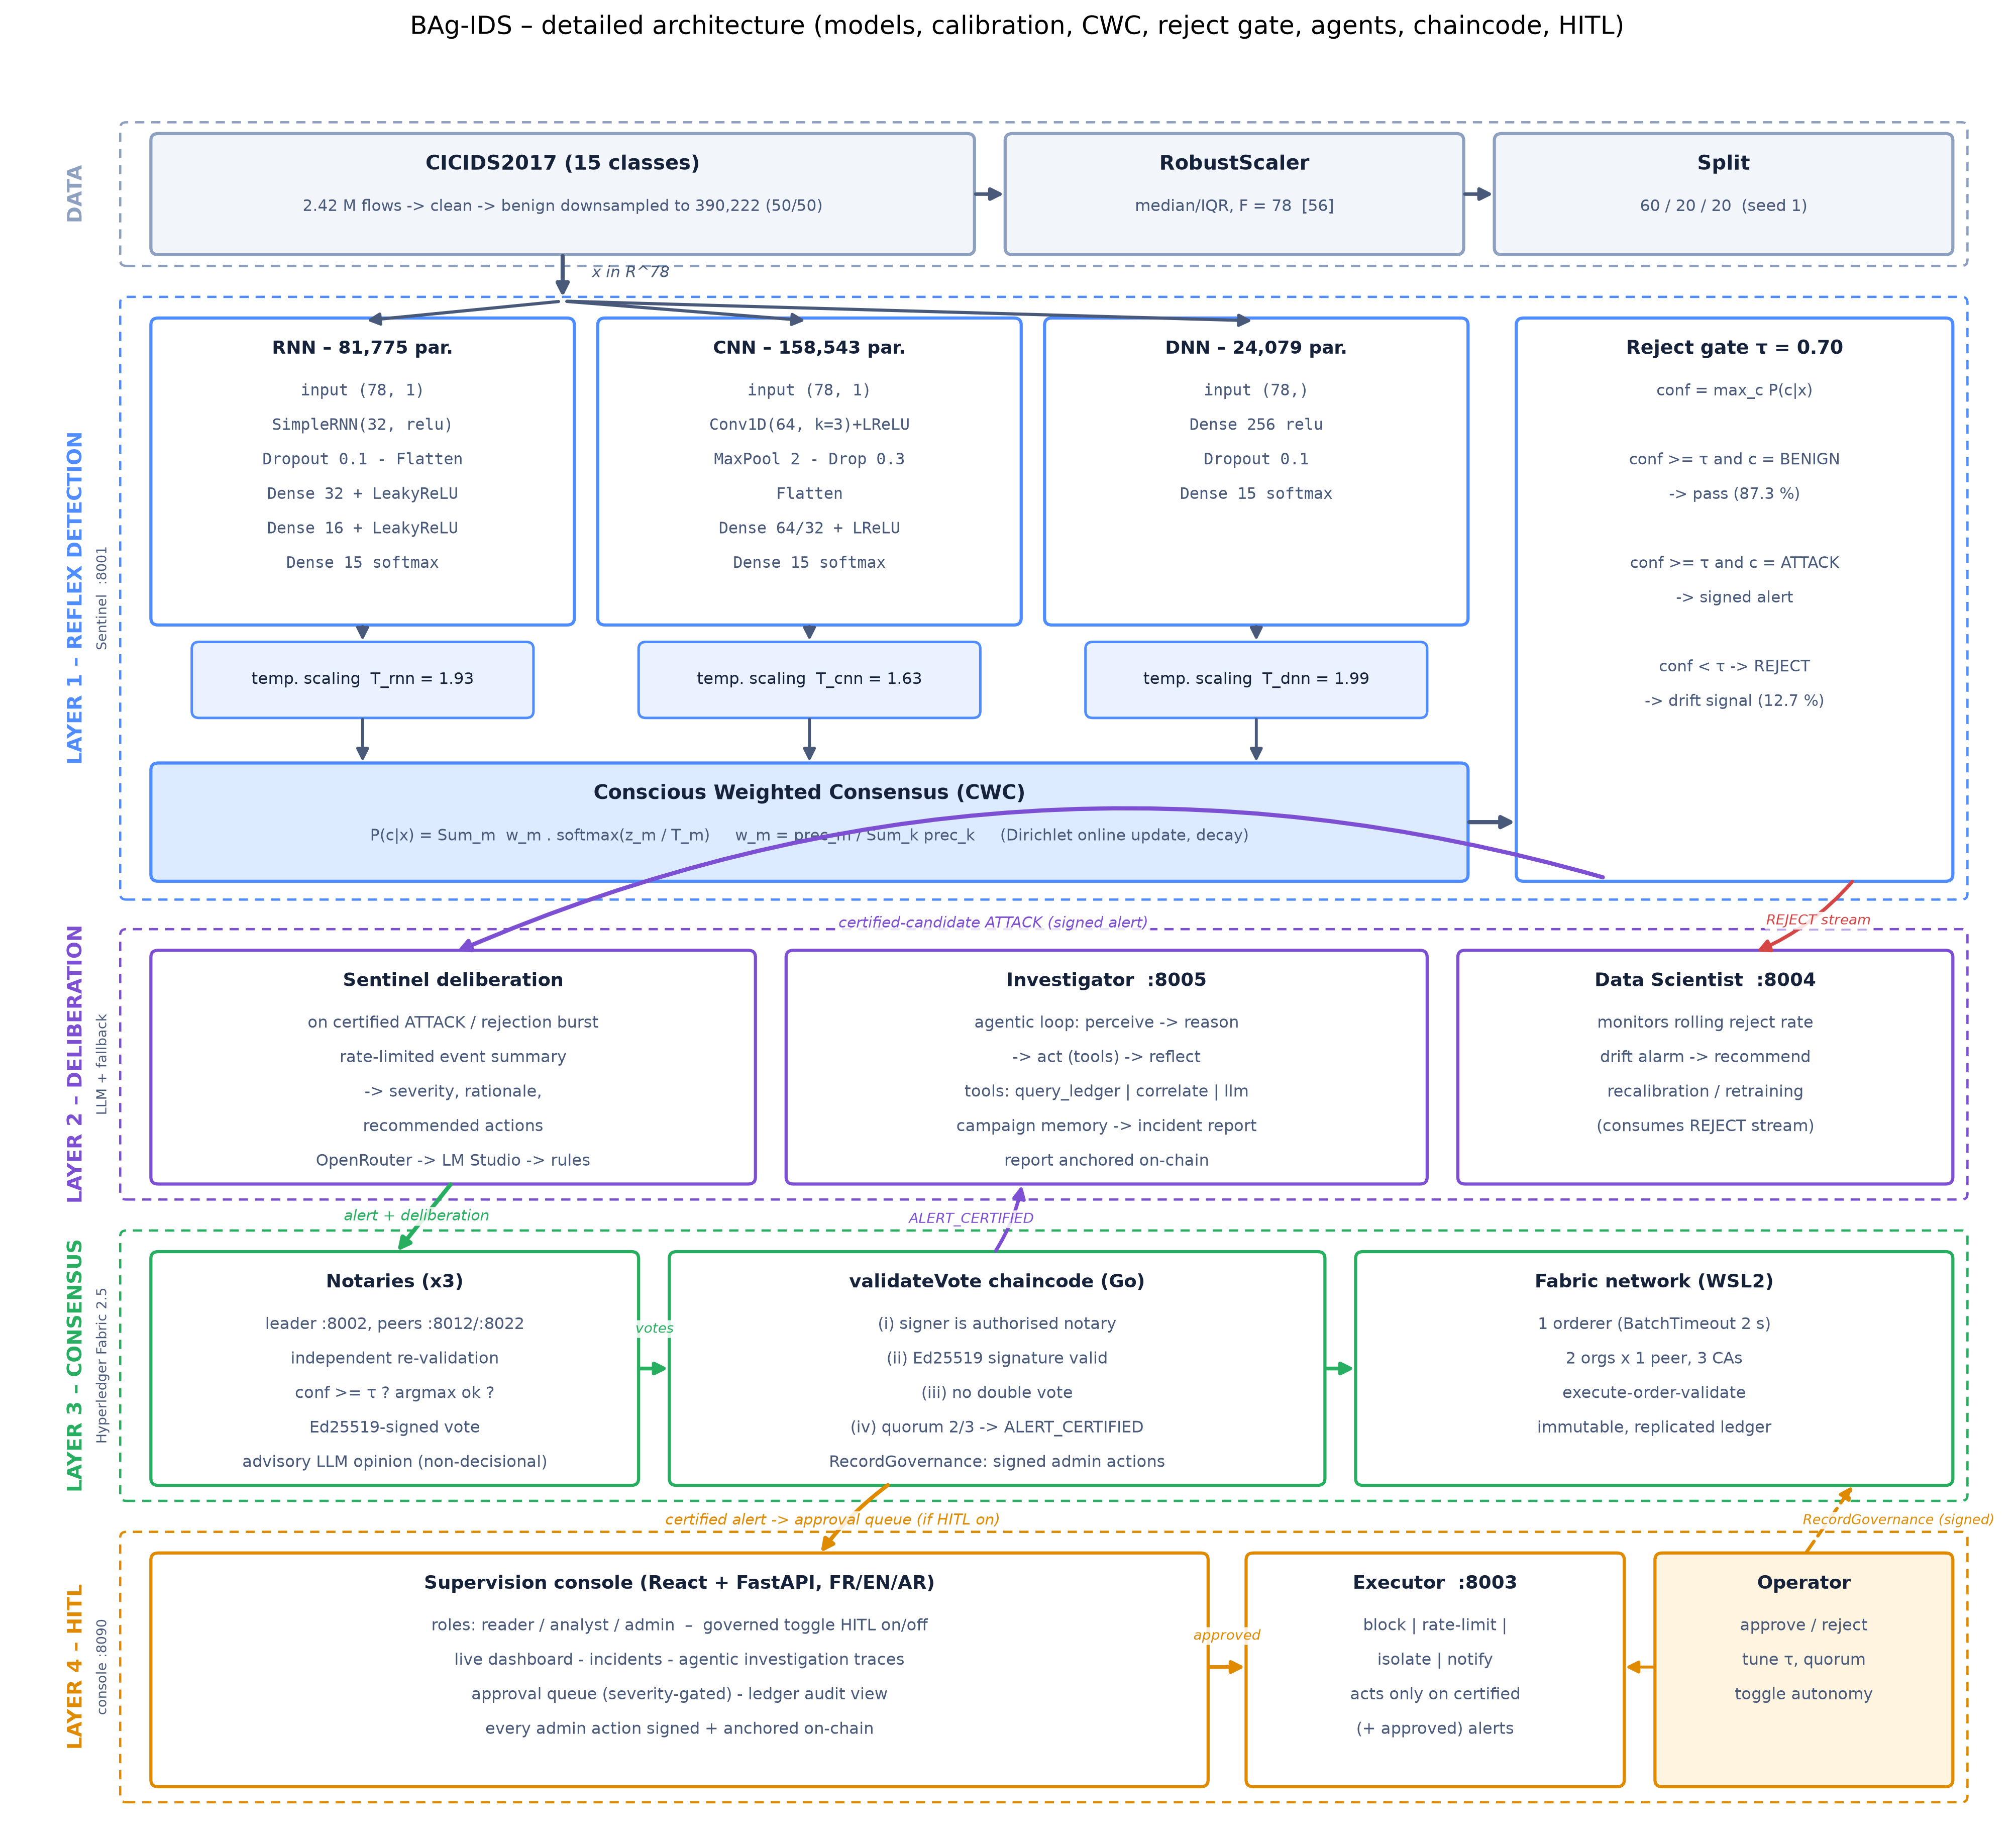 BAg-IDS – detailed architecture (models, calibration, CWC, reject gate, agents, chaincode, HITL)
DATA
CICIDS2017 (15 classes)
2.42 M flows -> clean -> benign downsampled to 390,222 (50/50)
RobustScaler
median/IQR, F = 78 [56]
Split
60 / 20 / 20 (seed 1)
x in R^78
LAYER 1 – REFLEX DETECTION
Sentinel :8001
RNN – 81,775 par.
input (78, 1)
SimpleRNN(32, relu)
Dropout 0.1 - Flatten
Dense 32 + LeakyReLU
Dense 16 + LeakyReLU
Dense 15 softmax
CNN – 158,543 par.
input (78, 1)
Conv1D(64, k=3)+LReLU
MaxPool 2 - Drop 0.3
Flatten
Dense 64/32 + LReLU
Dense 15 softmax
DNN – 24,079 par.
input (78,)
Dense 256 relu
Dropout 0.1
Dense 15 softmax
Reject gate τ = 0.70
conf = max_c P(c|x)
conf >= τ and c = BENIGN
-> pass (87.3 %)
conf >= τ and c = ATTACK
-> signed alert
conf < τ -> REJECT
-> drift signal (12.7 %)
temp. scaling T_rnn = 1.93
temp. scaling T_cnn = 1.63
temp. scaling T_dnn = 1.99
Conscious Weighted Consensus (CWC)
P(c|x) = Sum_m w_m . softmax(z_m / T_m) w_m = prec_m / Sum_k prec_k (Dirichlet online update, decay)
certified-candidate ATTACK (signed alert)
REJECT stream
LAYER 2 – DELIBERATION
LLM + fallback
Sentinel deliberation
on certified ATTACK / rejection burst
rate-limited event summary
-> severity, rationale,
recommended actions
OpenRouter -> LM Studio -> rules
Investigator :8005
agentic loop: perceive -> reason
-> act (tools) -> reflect
tools: query_ledger | correlate | llm
campaign memory -> incident report
report anchored on-chain
Data Scientist :8004
monitors rolling reject rate
drift alarm -> recommend
recalibration / retraining
(consumes REJECT stream)
alert + deliberation
ALERT_CERTIFIED
LAYER 3 – CONSENSUS
Hyperledger Fabric 2.5
Notaries (x3)
leader :8002, peers :8012/:8022
independent re-validation
conf >= τ ? argmax ok ?
Ed25519-signed vote
advisory LLM opinion (non-decisional)
votes
validateVote chaincode (Go)
(i) signer is authorised notary
(ii) Ed25519 signature valid
(iii) no double vote
(iv) quorum 2/3 -> ALERT_CERTIFIED
RecordGovernance: signed admin actions
Fabric network (WSL2)
1 orderer (BatchTimeout 2 s)
2 orgs x 1 peer, 3 CAs
execute-order-validate
immutable, replicated ledger
certified alert -> approval queue (if HITL on)
RecordGovernance (signed)
LAYER 4 – HITL
console :8090
Supervision console (React + FastAPI, FR/EN/AR)
roles: reader / analyst / admin – governed toggle HITL on/off
live dashboard - incidents - agentic investigation traces
approval queue (severity-gated) - ledger audit view
every admin action signed + anchored on-chain
approved
Executor :8003
block | rate-limit |
isolate | notify
acts only on certified
(+ approved) alerts
Operator
approve / reject
tune τ, quorum
toggle autonomy